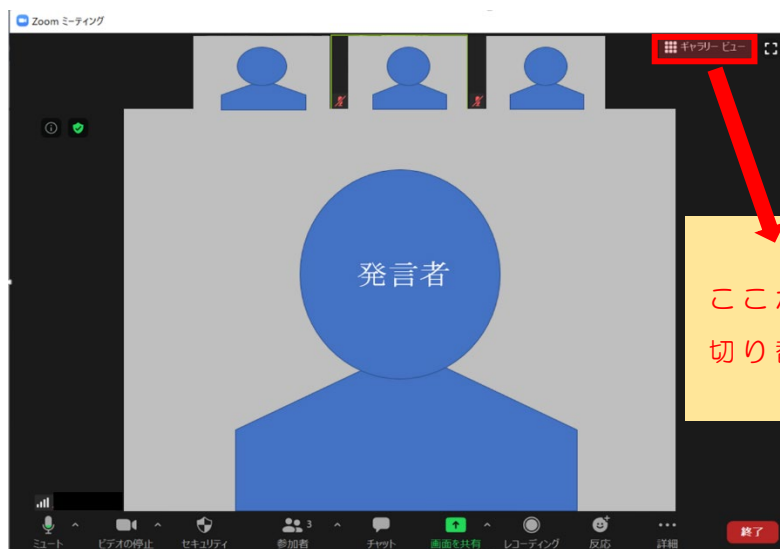 Zoom ミーティング
ギャラリー ビュー
発言者
ここ
切り
ミュート
ビデオの停止
セキュリティ
参加者
3
チャット
画面を共有
レコーディング
反応
詳細
終了